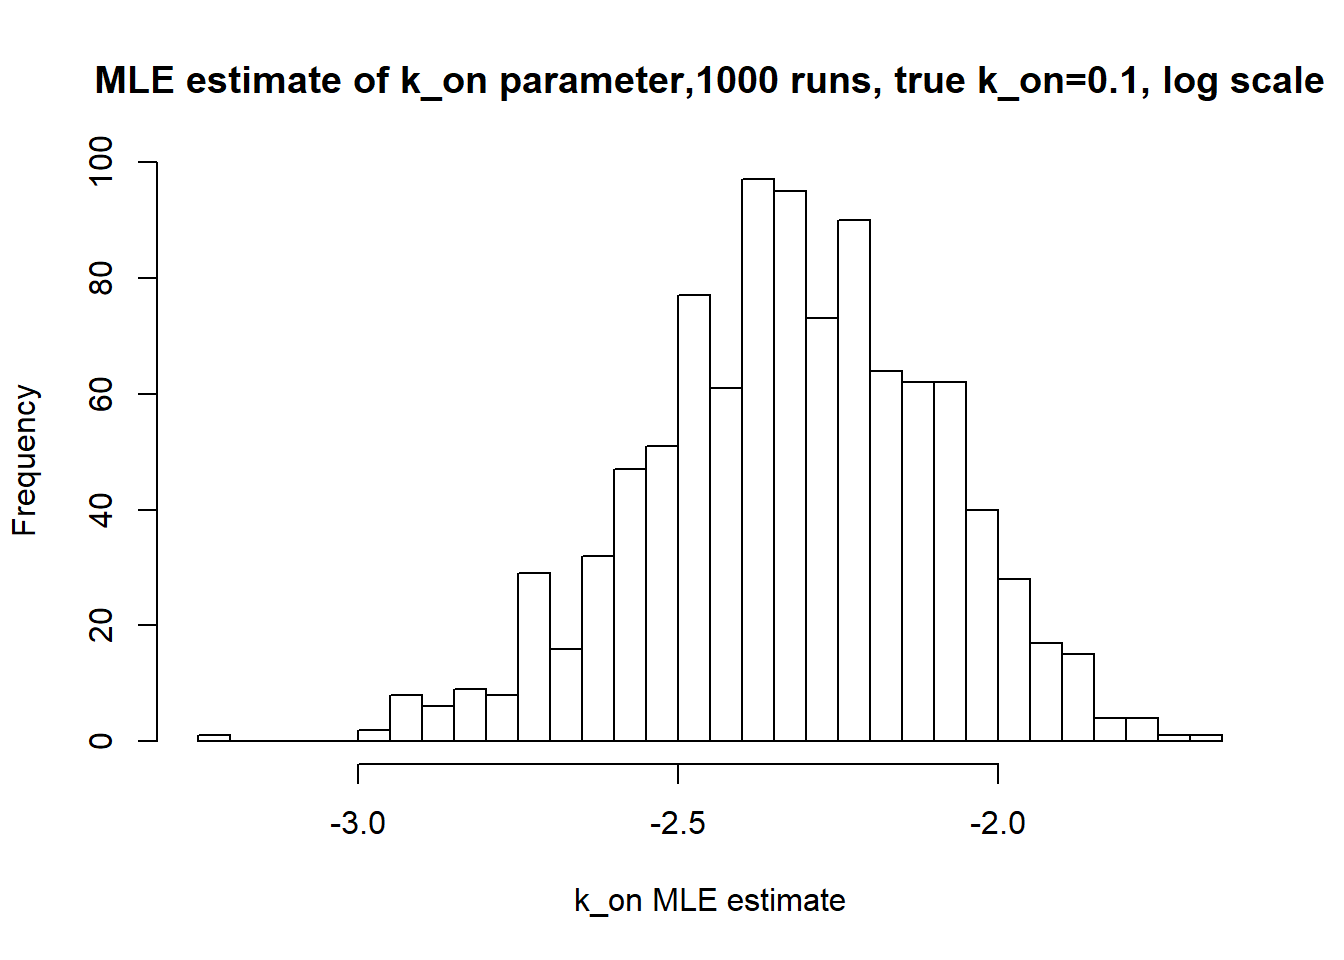 MLE estimate of k_on parameter,1000 runs, true k_on=0.1, log scale
100
80
60
40
20
0
Frequency
-3.0 -2.5 -2.0
k_on MLE estimate